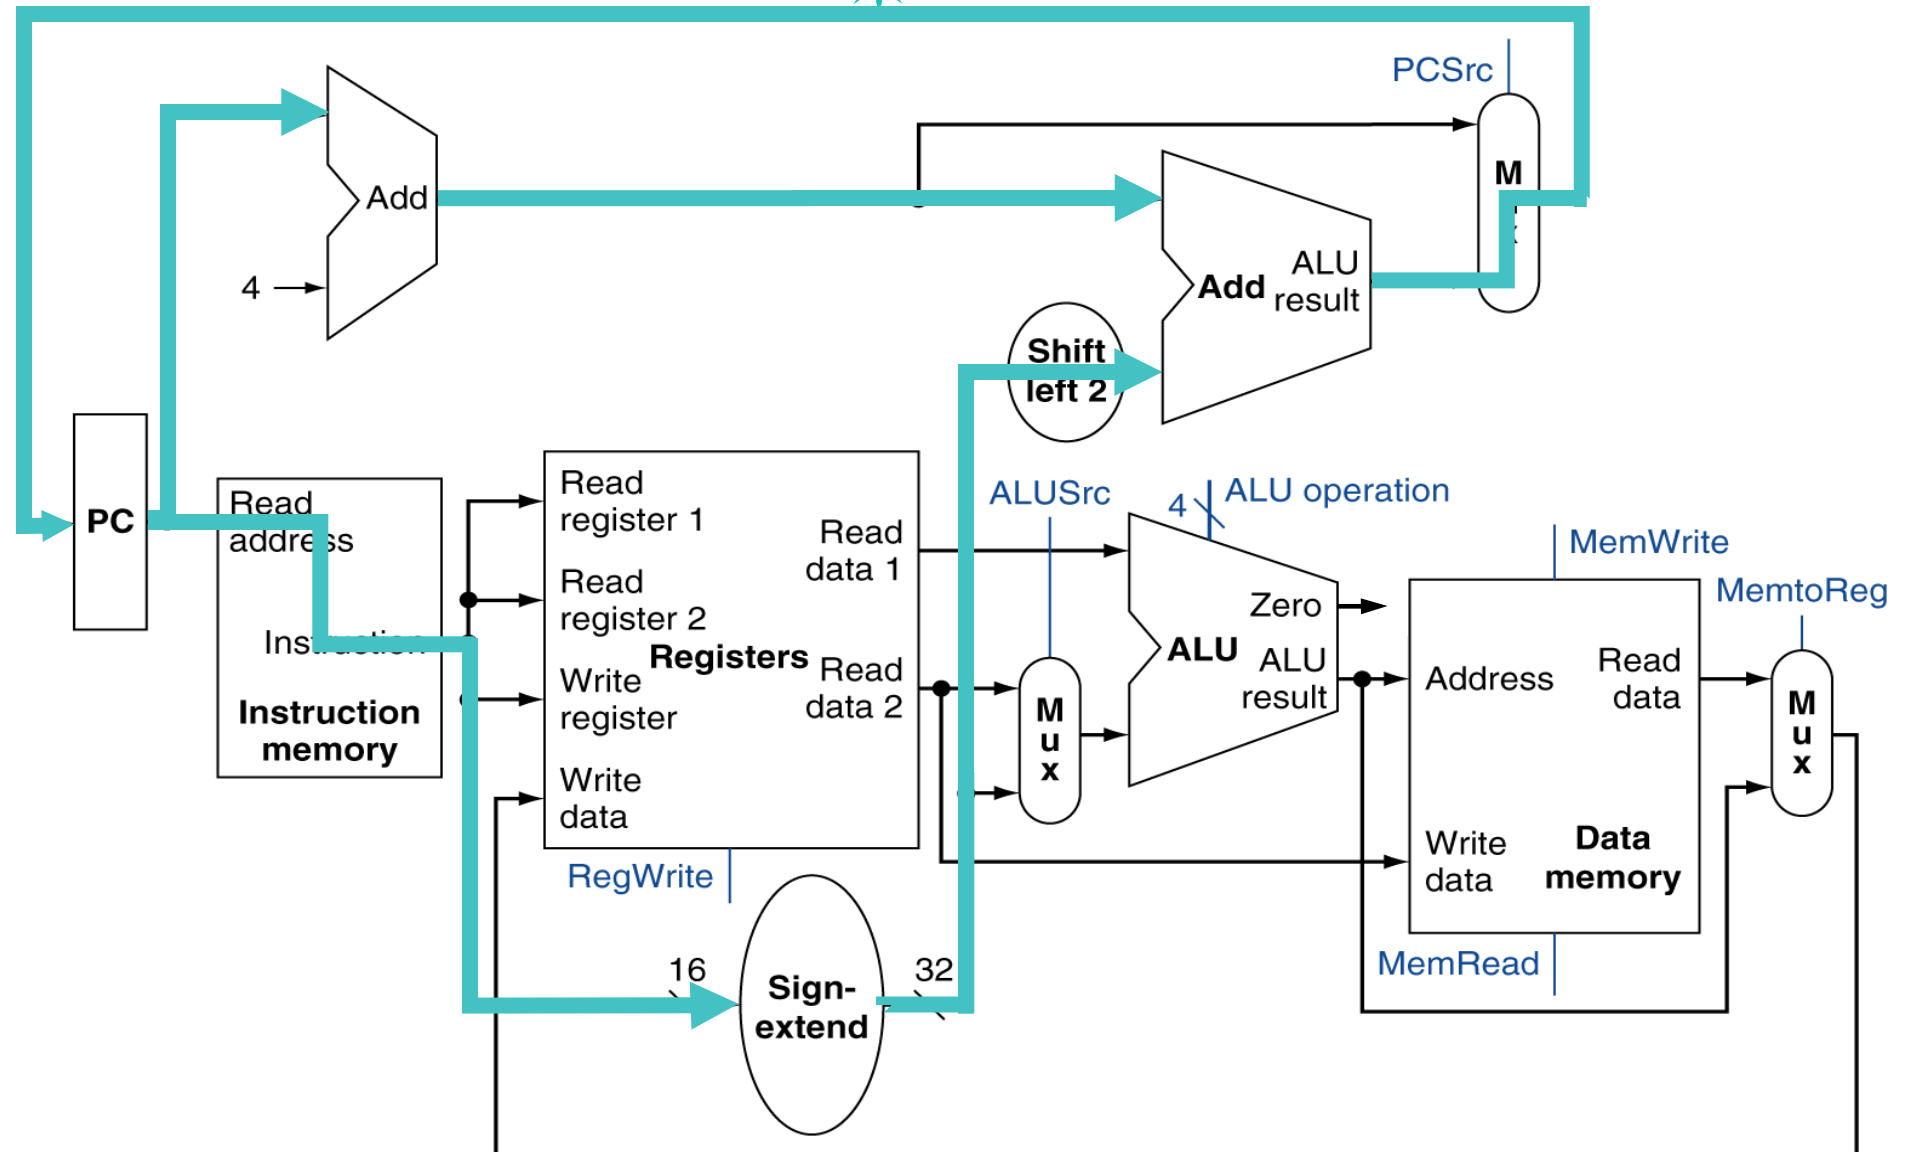 PCSrc
M
x
Add
4
Add
ALU
result
Shift
left 2
PC
Read
address
Instruction
Instruction
memory
Read
register 1
Read
register 2
Write
register
Write
data
Registers
Read
data 1
Read
data 2
RegWrite
16
Sign-
extend
32
ALUSrc
M
u
x
4
ALU operation
Zero
ALU
ALU
result
MemWrite
Address
Read
data
Write
data
Data
memory
MemRead
MemtoReg
M
u
x